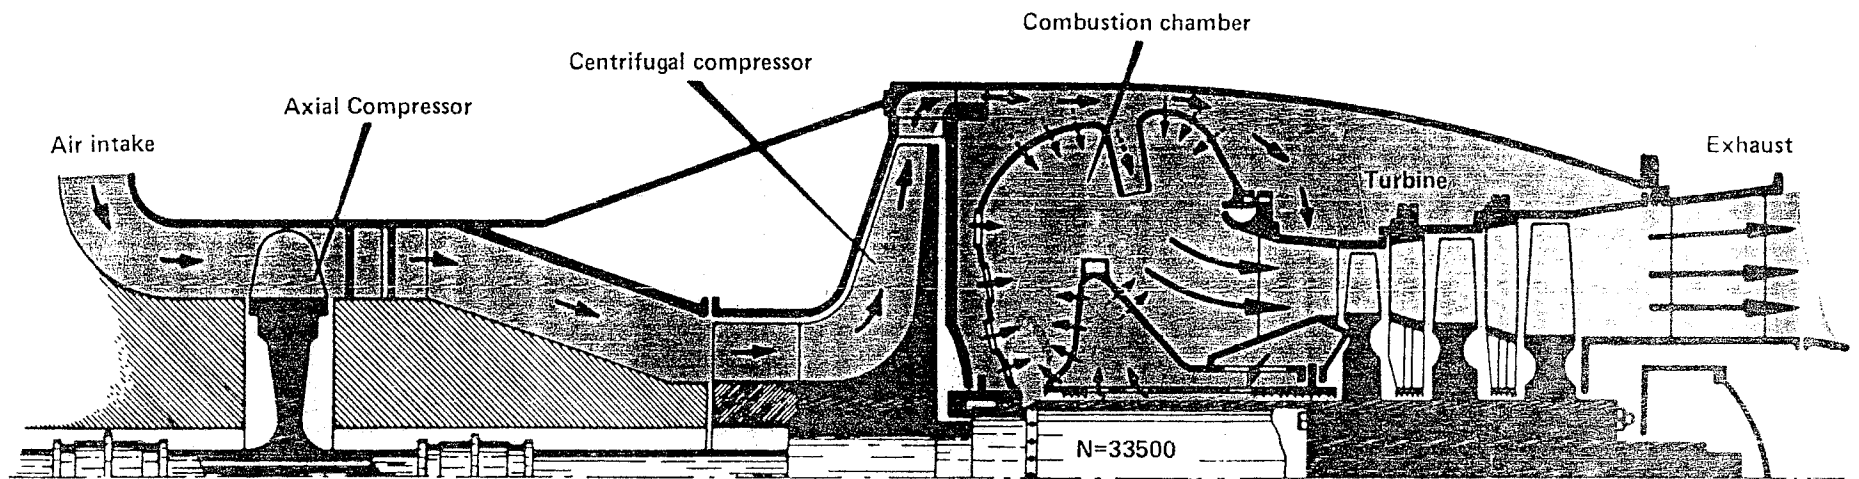 Combustion chamber
Centrifugal compressor
Axial Compressor
Air intake
Exhaust
Turbine
N=33500